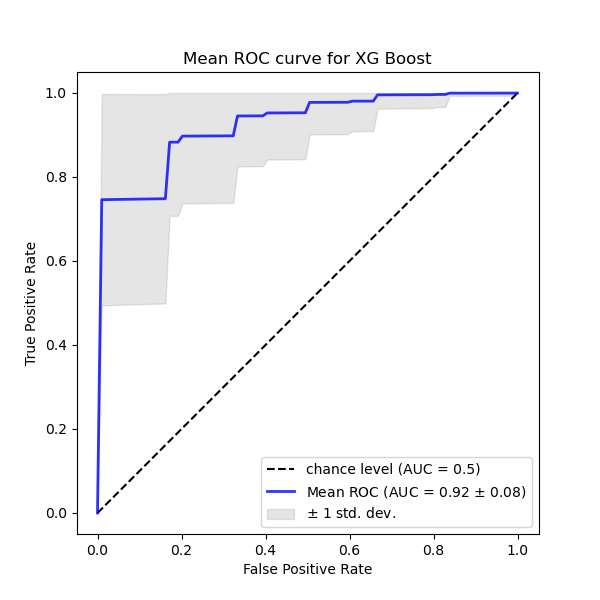 Mean ROC curve for XG Boost
True Positive Rate
1.0
0.8
0.6
0.4
0.2
0.0
chance level (AUC = 0.5)
Mean ROC (AUC = 0.92 ± 0.08)
± 1 std. dev.
0.0 0.2 0.4 0.6 0.8 1.0
False Positive Rate